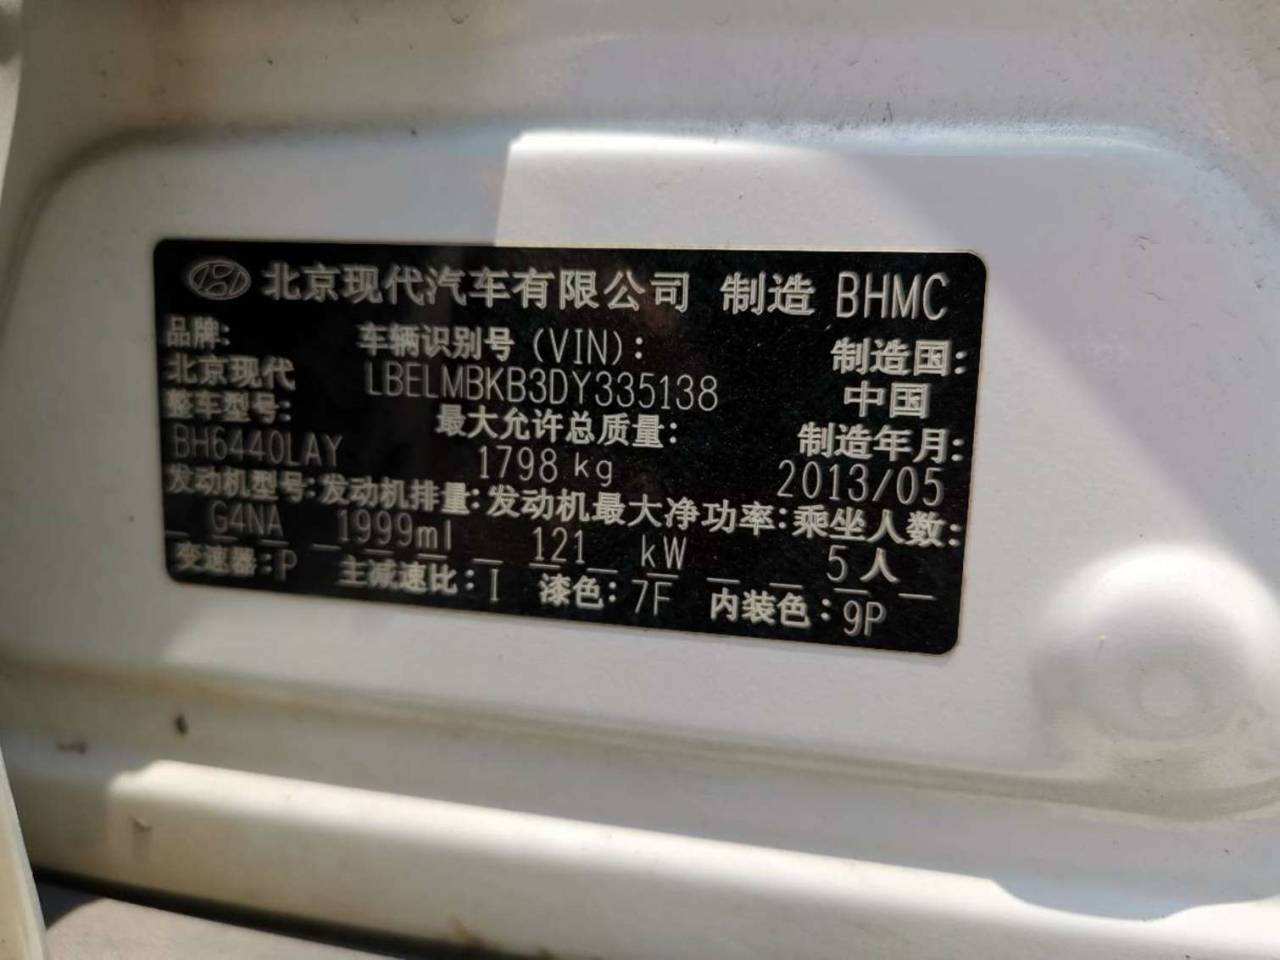 北京现代汽车有限公司 制造 BHMC
品牌: 车辆识别号 (VIN): 制造国:
北京现代 LBELMBKB3DY335138 中国
整车型号: 最大允许总质量: 制造年月:
BH6440LAY 1798 kg 2013/05
发动机型号: 发动机排量: 发动机最大净功率: 乘坐人数:
G4NA 1999ml 121 kW 5 人
变速器: P 主减速比: I 漆色: 7F 内装色: 9P